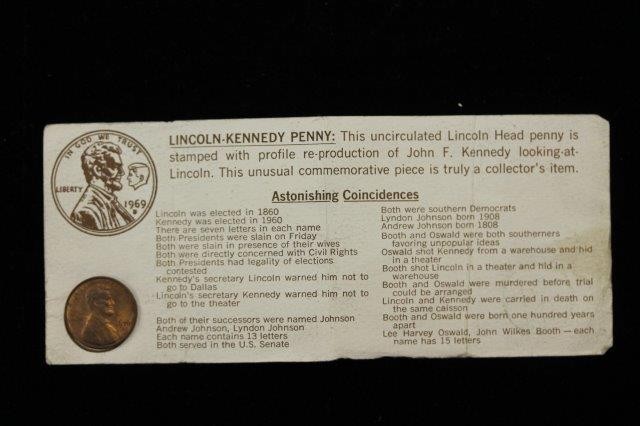 IN GOD WE TRUST
LIBERTY
1969
LINCOLN-KENNEDY PENNY: This uncirculated Lincoln Head penny is
stamped with profile re-production of John F. Kennedy looking-at-
Lincoln. This unusual commemorative piece is truly a collector's item.
Astonishing Coincidences
Lincoln was elected in 1860
Kennedy was elected in 1960
There are seven letters in each name
Both Presidents were slain on Friday
Both were slain in presence of their wives
Both were directly concerned with Civil Rights
Both Presidents had legality of elections
contested
Kennedy's secretary Lincoln warned him not to
go to Dallas
Lincoln's secretary Kennedy warned him not to
go to the theater
Both of their successors were named Johnson
Andrew Johnson, Lyndon Johnson
Each name contains 13 letters
Both served in the U.S. Senate
Both were southern Democrats
Lyndon Johnson born 1908
Andrew Johnson born 1808
Booth and Oswald were both southerners
favoring unpopular ideas
Oswald shot Kennedy from a warehouse and hid
in a theater
Booth shot Lincoln in a theater and hid in a
warehouse
Booth and Oswald were murdered before trial
could be arranged
Lincoln and Kennedy were carried in death on
the same caisson
Booth and Oswald were born one hundred years
apart
Lee Harvey Oswald, John Wilkes Booth — each
name has 15 letters